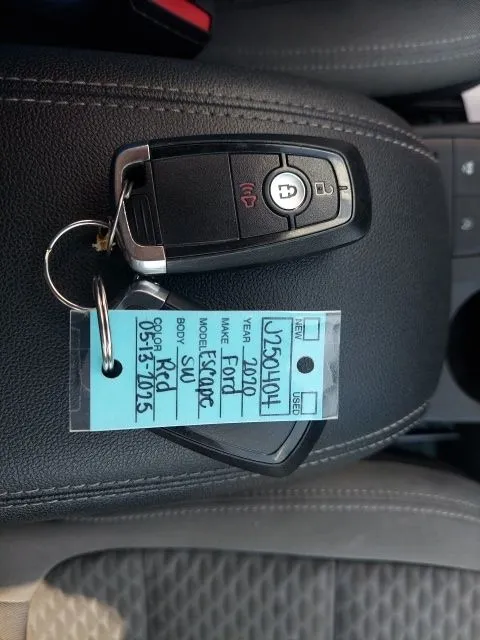 NEW USED
J250404
YEAR 2020
MAKE Ford
MODEL Escape
BODY SW
COLOR Red
05-13-2025